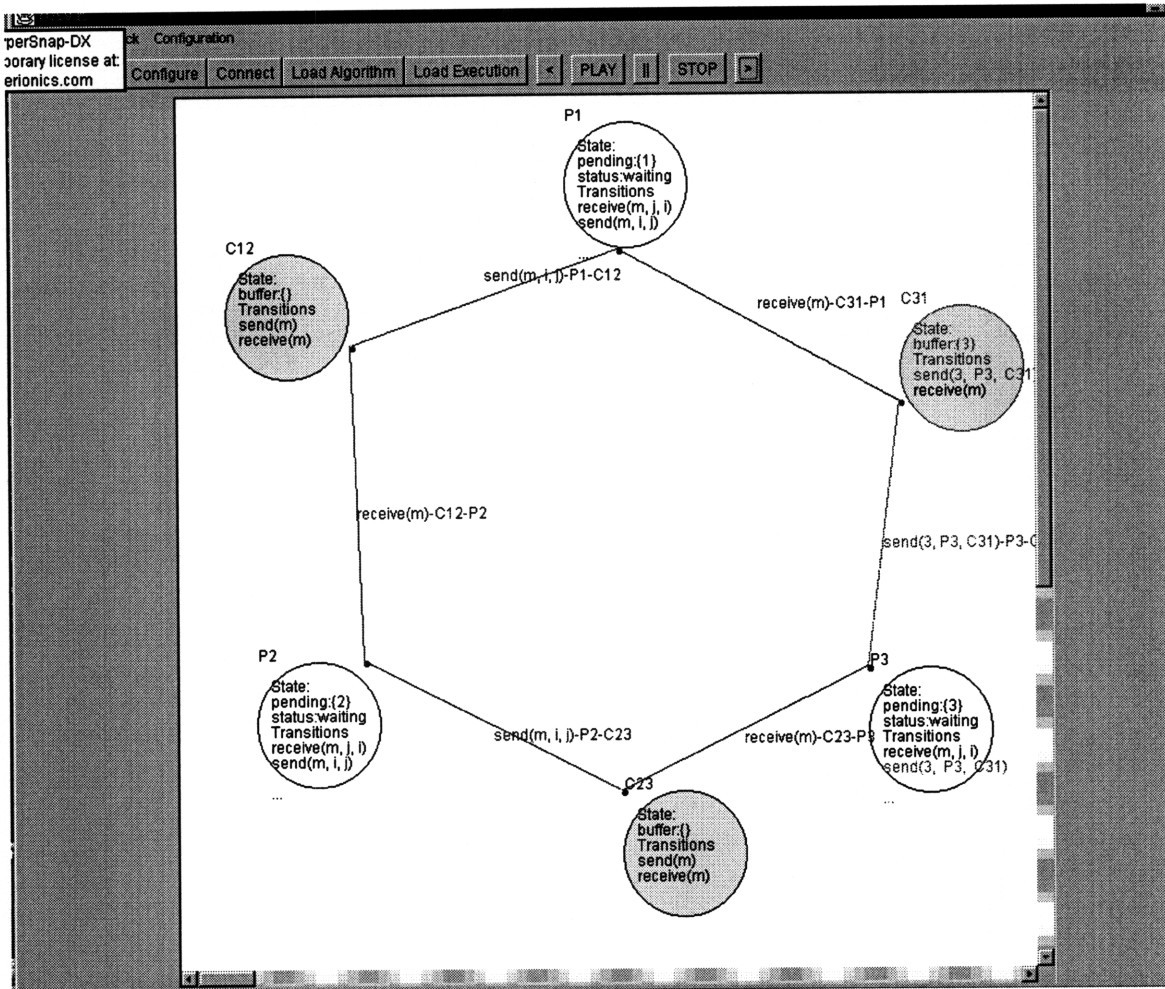 rperSnap-DX
porary license at:
erionics.com
ck Configuration
Configure Connect Load Algorithm Load Execution < PLAY || STOP >
P1
State:
pending:{1}
status:waiting
Transitions
receive(m, j, i)
send(m, i, j)
...
C12
State:
buffer:{}
Transitions
send(m)
receive(m)
send(m, i, j)-P1-C12
receive(m)-C31-P1
C31
State:
buffer:{3}
Transitions
send(3, P3, C31)
receive(m)
receive(m)-C12-P2
send(3, P3, C31)-P3-C
P2
State:
pending:{2}
status:waiting
Transitions
receive(m, j, i)
send(m, i, j)
...
P3
State:
pending:{3}
status:waiting
Transitions
receive(m, j, i)
send(3, P3, C31)
...
send(m, i, j)-P2-C23
receive(m)-C23-P3
C23
State:
buffer:{}
Transitions
send(m)
receive(m)